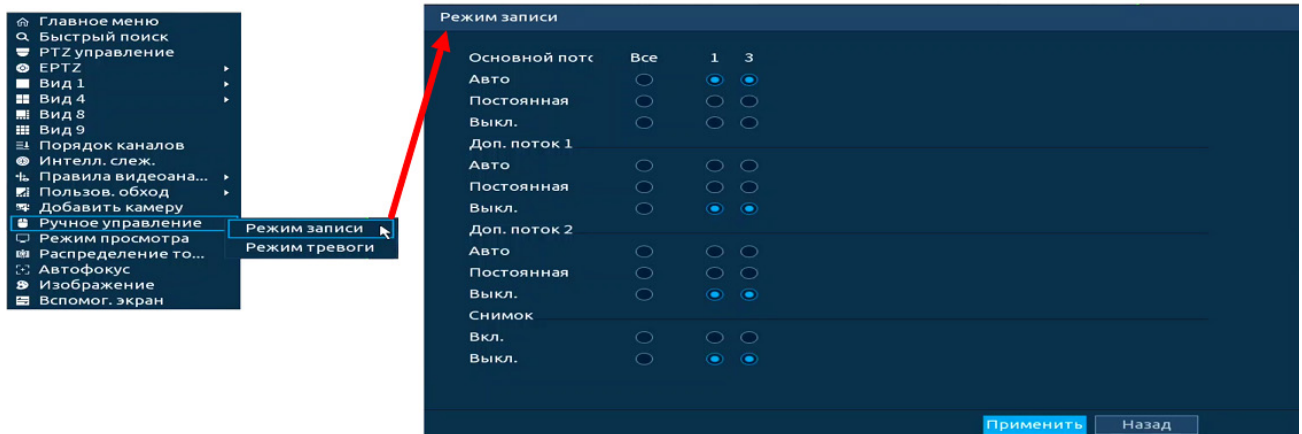 Главное меню
Быстрый поиск
PTZ управление
EPTZ
Вид 1
Вид 4
Вид 8
Вид 9
Порядок каналов
Интелл. слеж.
Правила видеоана...
Пользов. обход
Добавить камеру
Ручное управление
Режим просмотра
Распределение то...
Автофокус
Изображение
Вспомог. экран
Режим записи
Режим тревоги
Режим записи
Основной пото Все 1 3
Авто
Постоянная
Выкл.
Доп. поток 1
Авто
Постоянная
Выкл.
Доп. поток 2
Авто
Постоянная
Выкл.
Снимок
Вкл.
Выкл.
Применить Назад